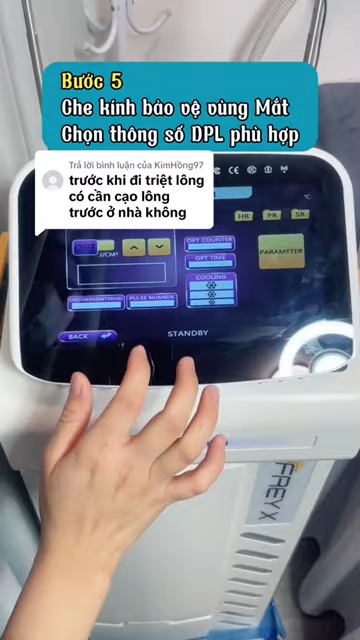 Bước 5
Che kính bảo vệ vùng Mắt
Chọn thông số DPL phù hợp
Trả lời bình luận của KimHồng97
trước khi đi triệt lông
có cần cạo lông
trước ở nhà không
°C
HR PR SR
OPT
J/CM²
OPT COUNTER
OPT TIME
PARAMETER
COOLING
PULSE NUMBER
BACK
STANDBY
FREY X